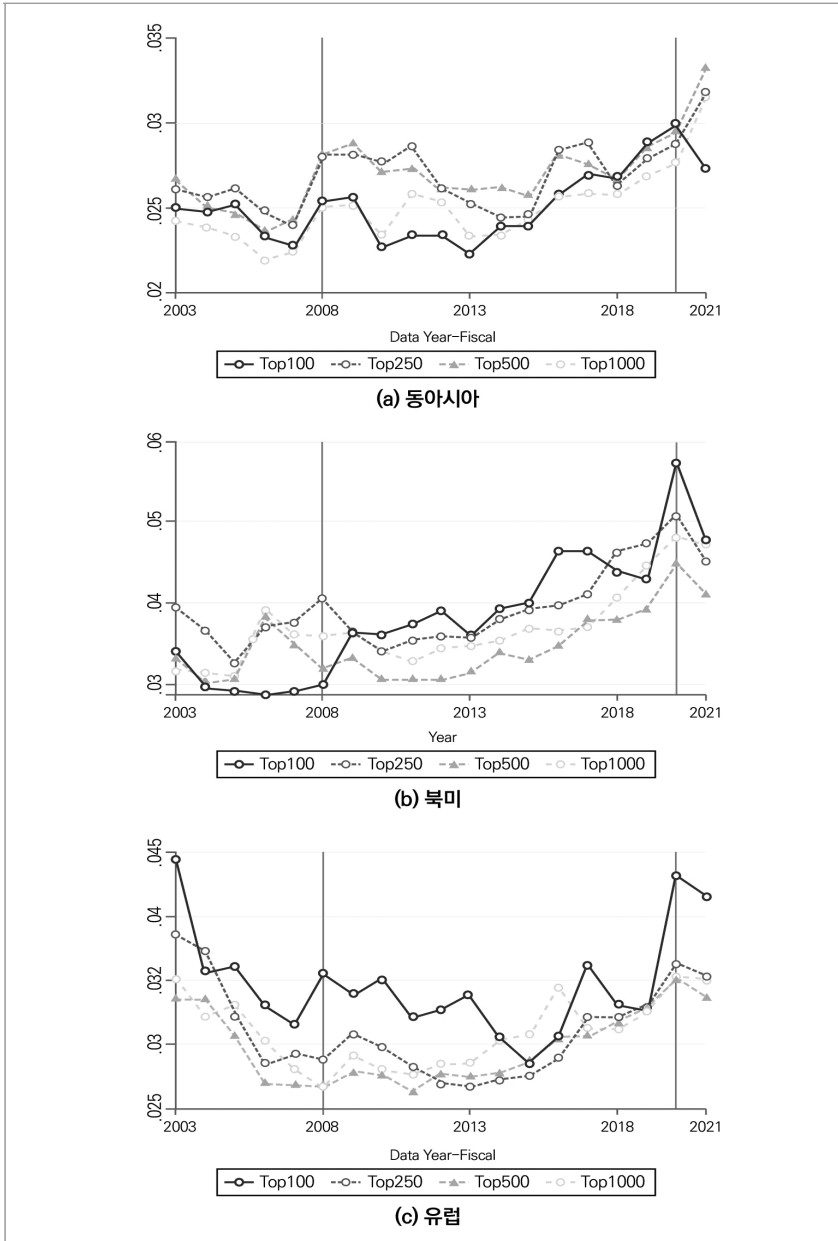 .035
.03
.025
.02
2003 2008 2013 2018 2021
Data Year-Fiscal
Top100 Top250 Top500 Top1000
(a) 동아시아
.06
.05
.04
.03
2003 2008 2013 2018 2021
Year
Top100 Top250 Top500 Top1000
(b) 북미
.045
.04
.032
.03
.025
2003 2008 2013 2018 2021
Data Year-Fiscal
Top100 Top250 Top500 Top1000
(c) 유럽